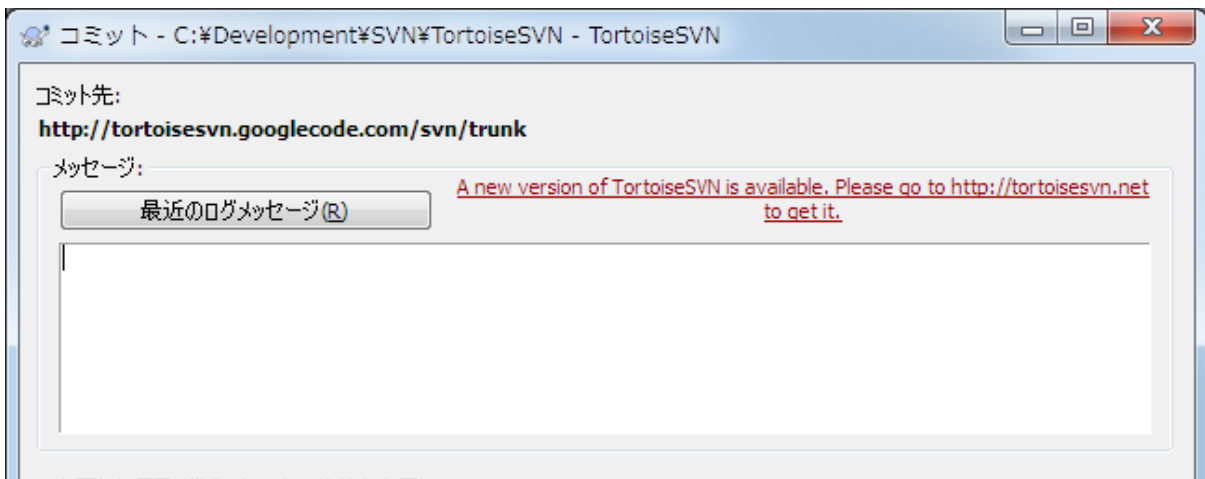 コミット - C:¥Development¥SVN¥TortoiseSVN - TortoiseSVN
コミット先:
http://tortoisesvn.googlecode.com/svn/trunk
メッセージ:
最近のログメッセージ(R)
A new version of TortoiseSVN is available. Please go to http://tortoisesvn.net
to get it.